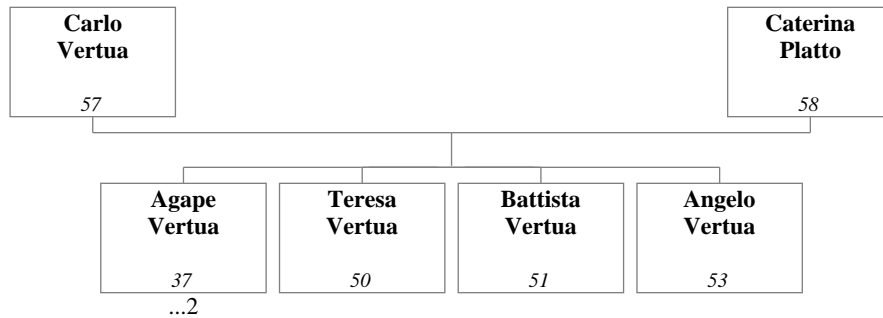 Carlo
Vertua
57
Caterina
Platto
58
Agape
Vertua
37
...2
Teresa
Vertua
50
Battista
Vertua
51
Angelo
Vertua
53